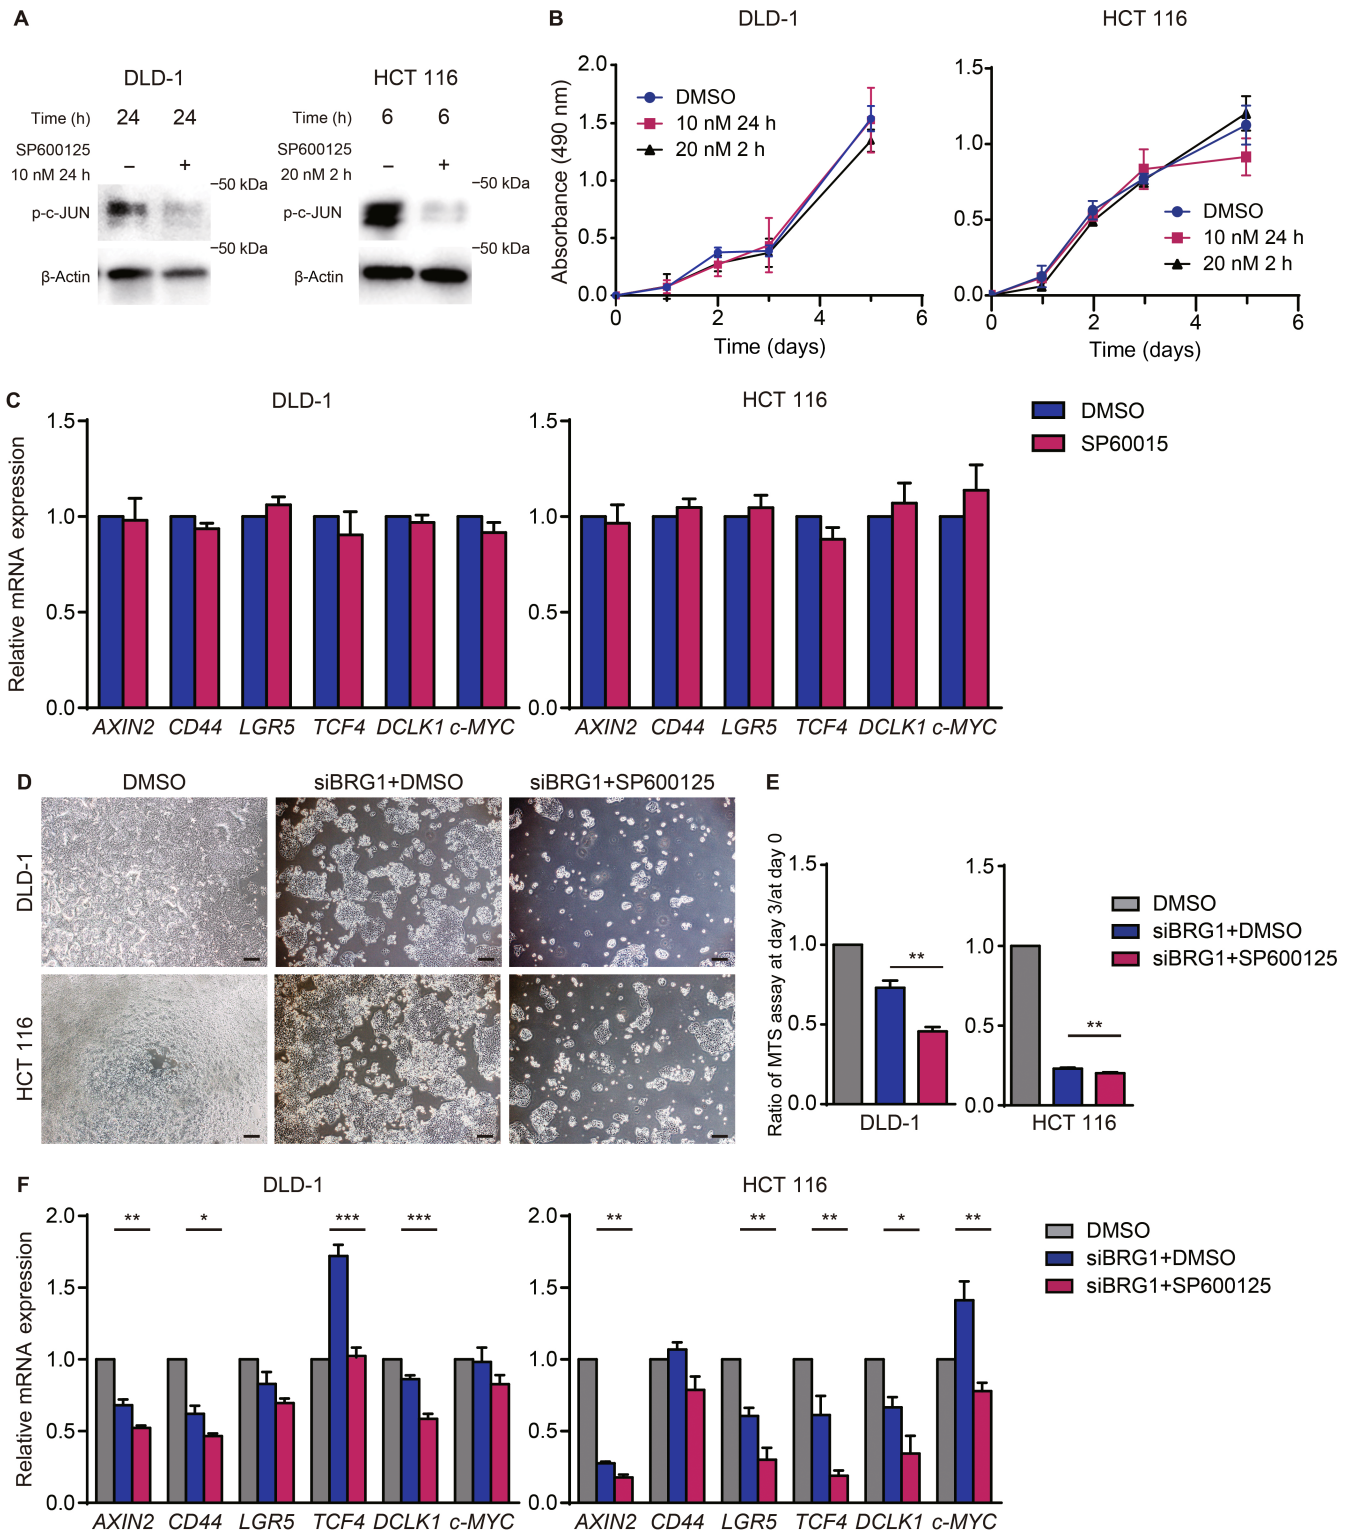 A
DLD-1
HCT 116
Time (h) 24 24
Time (h) 6 6
SP600125
10 nM 24 h – +
SP600125
20 nM 2 h – +
–50 kDa
–50 kDa
p-c-JUN
p-c-JUN
–50 kDa
–50 kDa
β-Actin
β-Actin
B
DLD-1
HCT 116
Absorbance (490 nm)
2.0
1.5
1.0
0.5
0.0
0 2 4 6
Time (days)
DMSO
10 nM 24 h
20 nM 2 h
1.5
1.0
0.5
0.0
0 2 4 6
Time (days)
DMSO
10 nM 24 h
20 nM 2 h
C
DLD-1
HCT 116
Relative mRNA expression
1.5
1.0
0.5
0.0
AXIN2 CD44 LGR5 TCF4 DCLK1 c-MYC
1.5
1.0
0.5
0.0
AXIN2 CD44 LGR5 TCF4 DCLK1 c-MYC
DMSO
SP60015
D
DMSO siBRG1+DMSO siBRG1+SP600125
DLD-1
HCT 116
E
Ratio of MTS assay at day 3/at day 0
1.5
1.0
0.5
0.0
**
DLD-1
1.5
1.0
0.5
0.0
**
HCT 116
DMSO
siBRG1+DMSO
siBRG1+SP600125
F
DLD-1
HCT 116
Relative mRNA expression
2.0
1.5
1.0
0.5
0.0
** * *** ***
AXIN2 CD44 LGR5 TCF4 DCLK1 c-MYC
2.0
1.5
1.0
0.5
0.0
** ** ** * **
AXIN2 CD44 LGR5 TCF4 DCLK1 c-MYC
DMSO
siBRG1+DMSO
siBRG1+SP600125